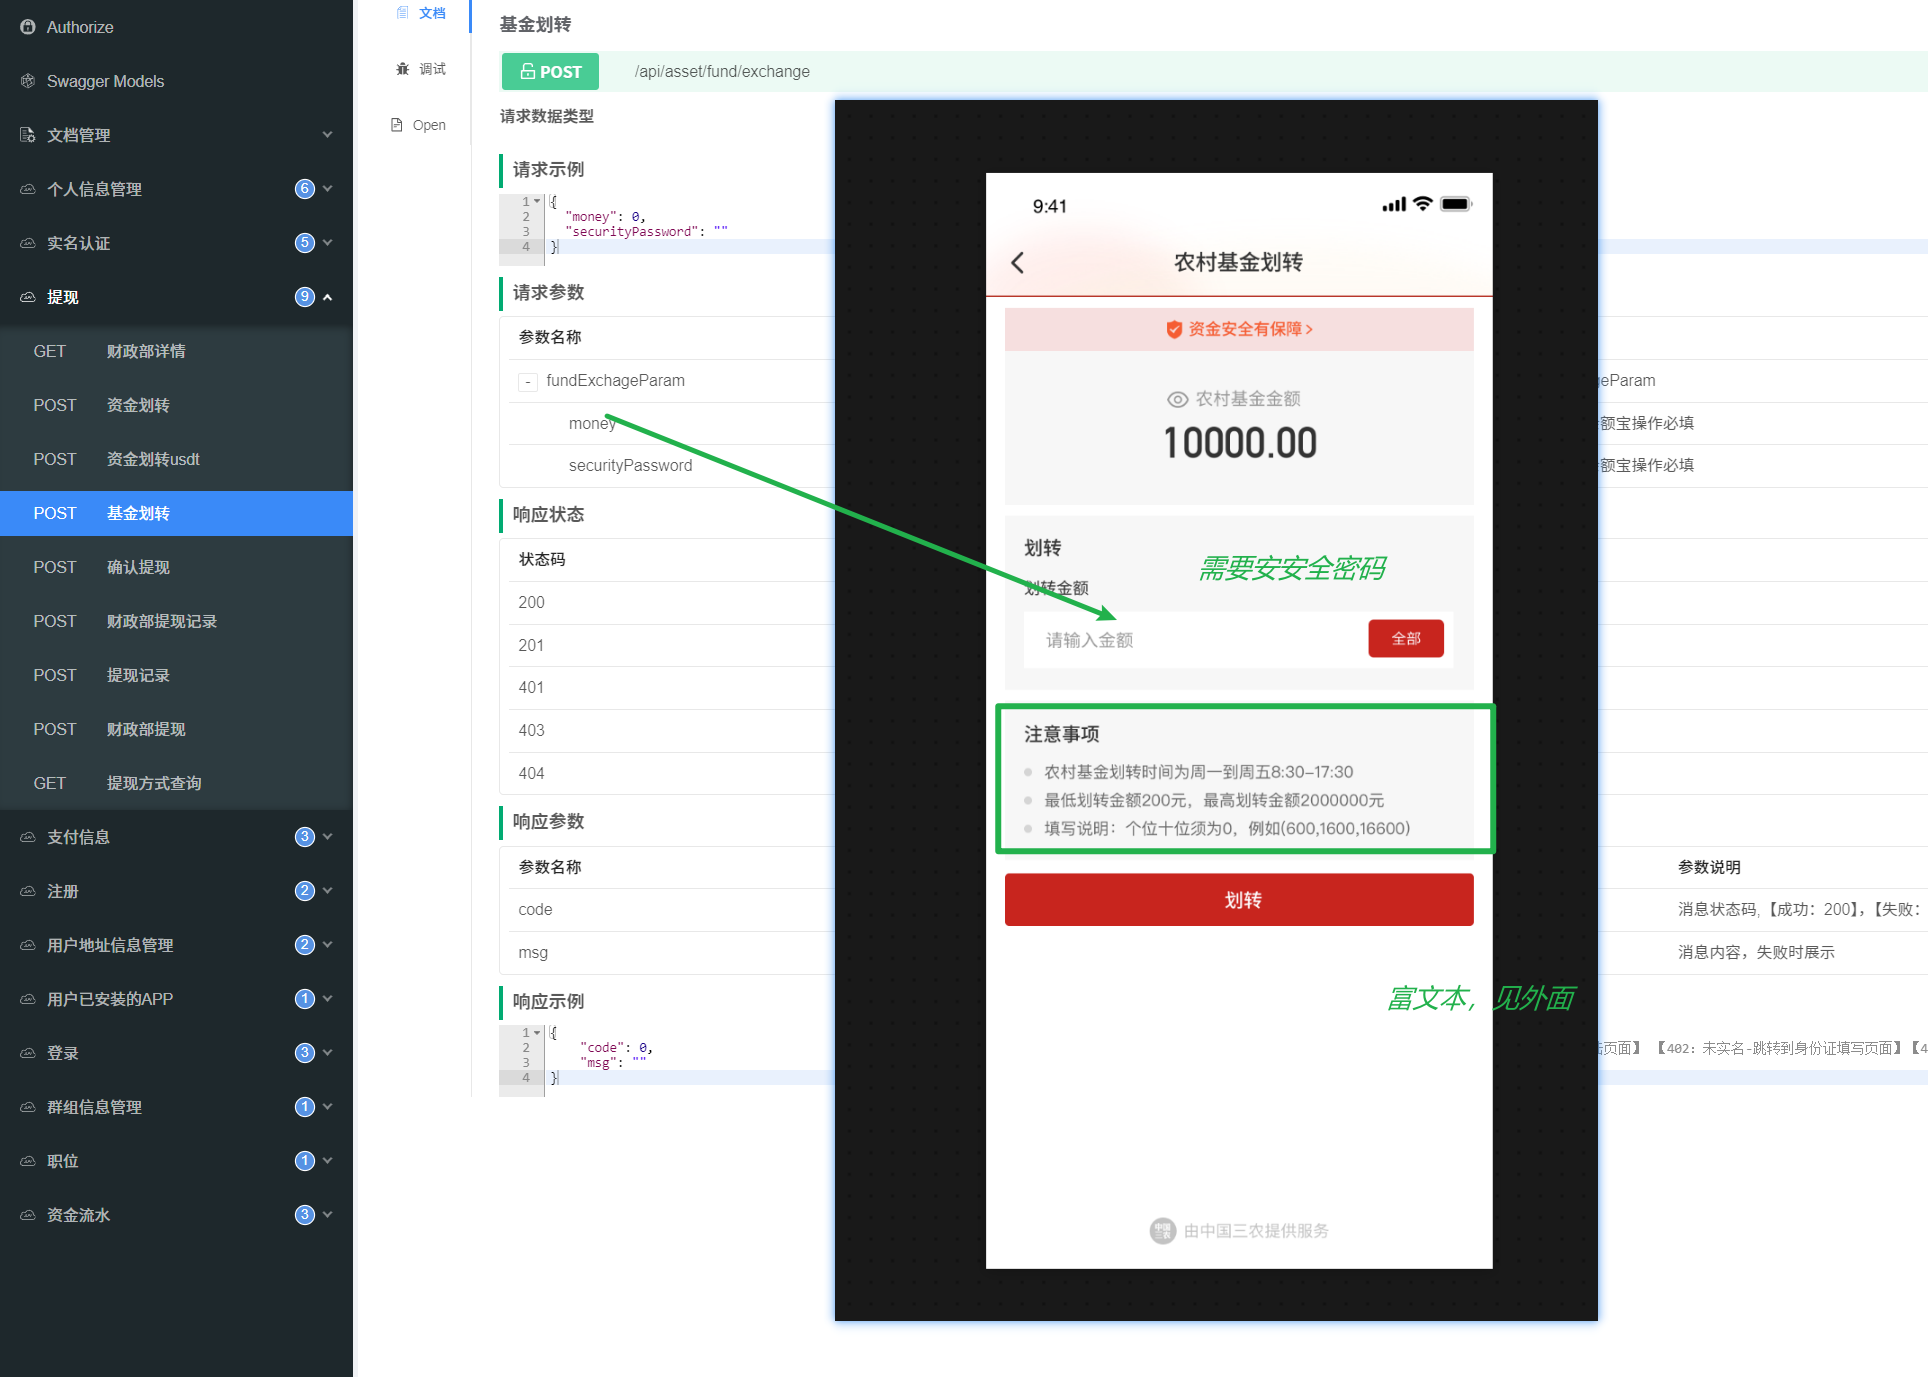 Authorize
Swagger Models
文档管理
个人信息管理 6
实名认证 5
提现 9
GET 财政部详情
POST 资金划转
POST 资金划转usdt
POST 基金划转
POST 确认提现
POST 财政部提现记录
POST 提现记录
POST 财政部提现
GET 提现方式查询
支付信息 3
注册 2
用户地址信息管理 2
用户已安装的APP 1
登录 3
群组信息管理 1
职位 1
资金流水 3
文档
调试
Open
基金划转
POST /api/asset/fund/exchange
请求数据类型
请求示例
1 {
2 "money": 0,
3 "securityPassword": ""
4 }
请求参数
参数名称
- fundExchageParam
money
securityPassword
响应状态
状态码
200
201
401
403
404
响应参数
参数名称
code
msg
响应示例
1 {
2 "code": 0,
3 "msg": ""
4 }
9:41
农村基金划转
资金安全有保障 >
农村基金金额
10000.00
划转
需要安安全密码
划转金额
请输入金额 全部
注意事项
农村基金划转时间为周一到周五8:30-17:30
最低划转金额200元，最高划转金额2000000元
填写说明：个位十位须为0，例如(600,1600,16600)
划转
富文本，见外面
中国三农
由中国三农提供服务
eParam
额宝操作必填
额宝操作必填
参数说明
消息状态码,【成功：200】，【失败：
消息内容，失败时展示
页面】 【402: 未实名-跳转到身份证填写页面】【4